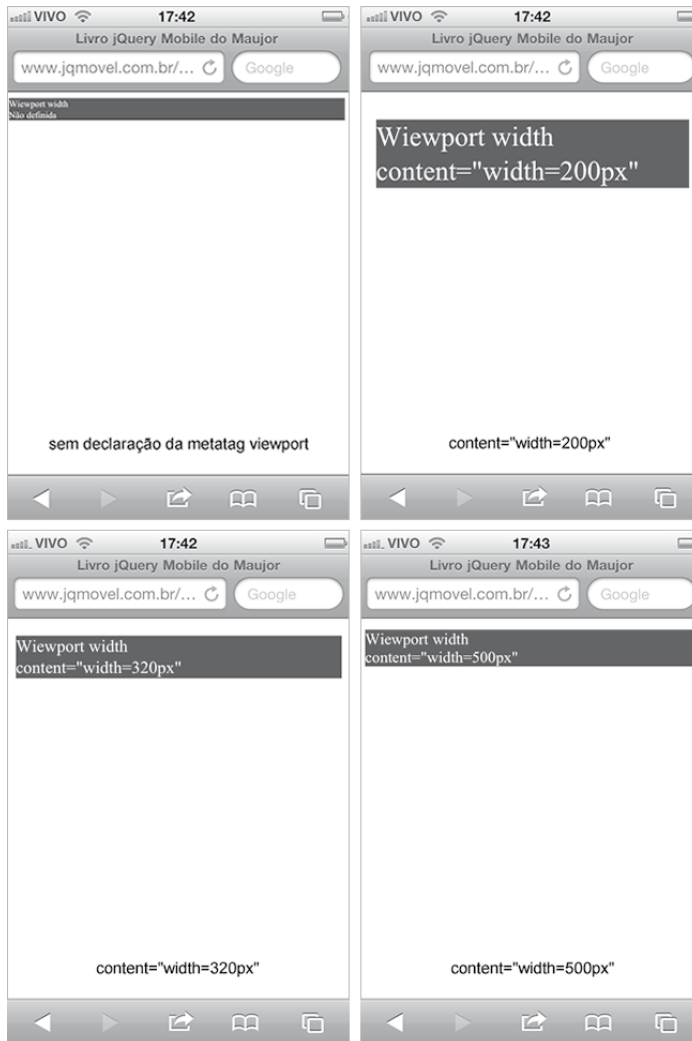 VIVO 17:42
Livro jQuery Mobile do Maujor
www.jqmovel.com.br/... Google
Wiewport width
Não definida
sem declaração da metatag viewport
VIVO 17:42
Livro jQuery Mobile do Maujor
www.jqmovel.com.br/... Google
Wiewport width
content="width=200px"
content="width=200px"
VIVO 17:42
Livro jQuery Mobile do Maujor
www.jqmovel.com.br/... Google
Wiewport width
content="width=320px"
content="width=320px"
VIVO 17:43
Livro jQuery Mobile do Maujor
www.jqmovel.com.br/... Google
Wiewport width
content="width=500px"
content="width=500px"